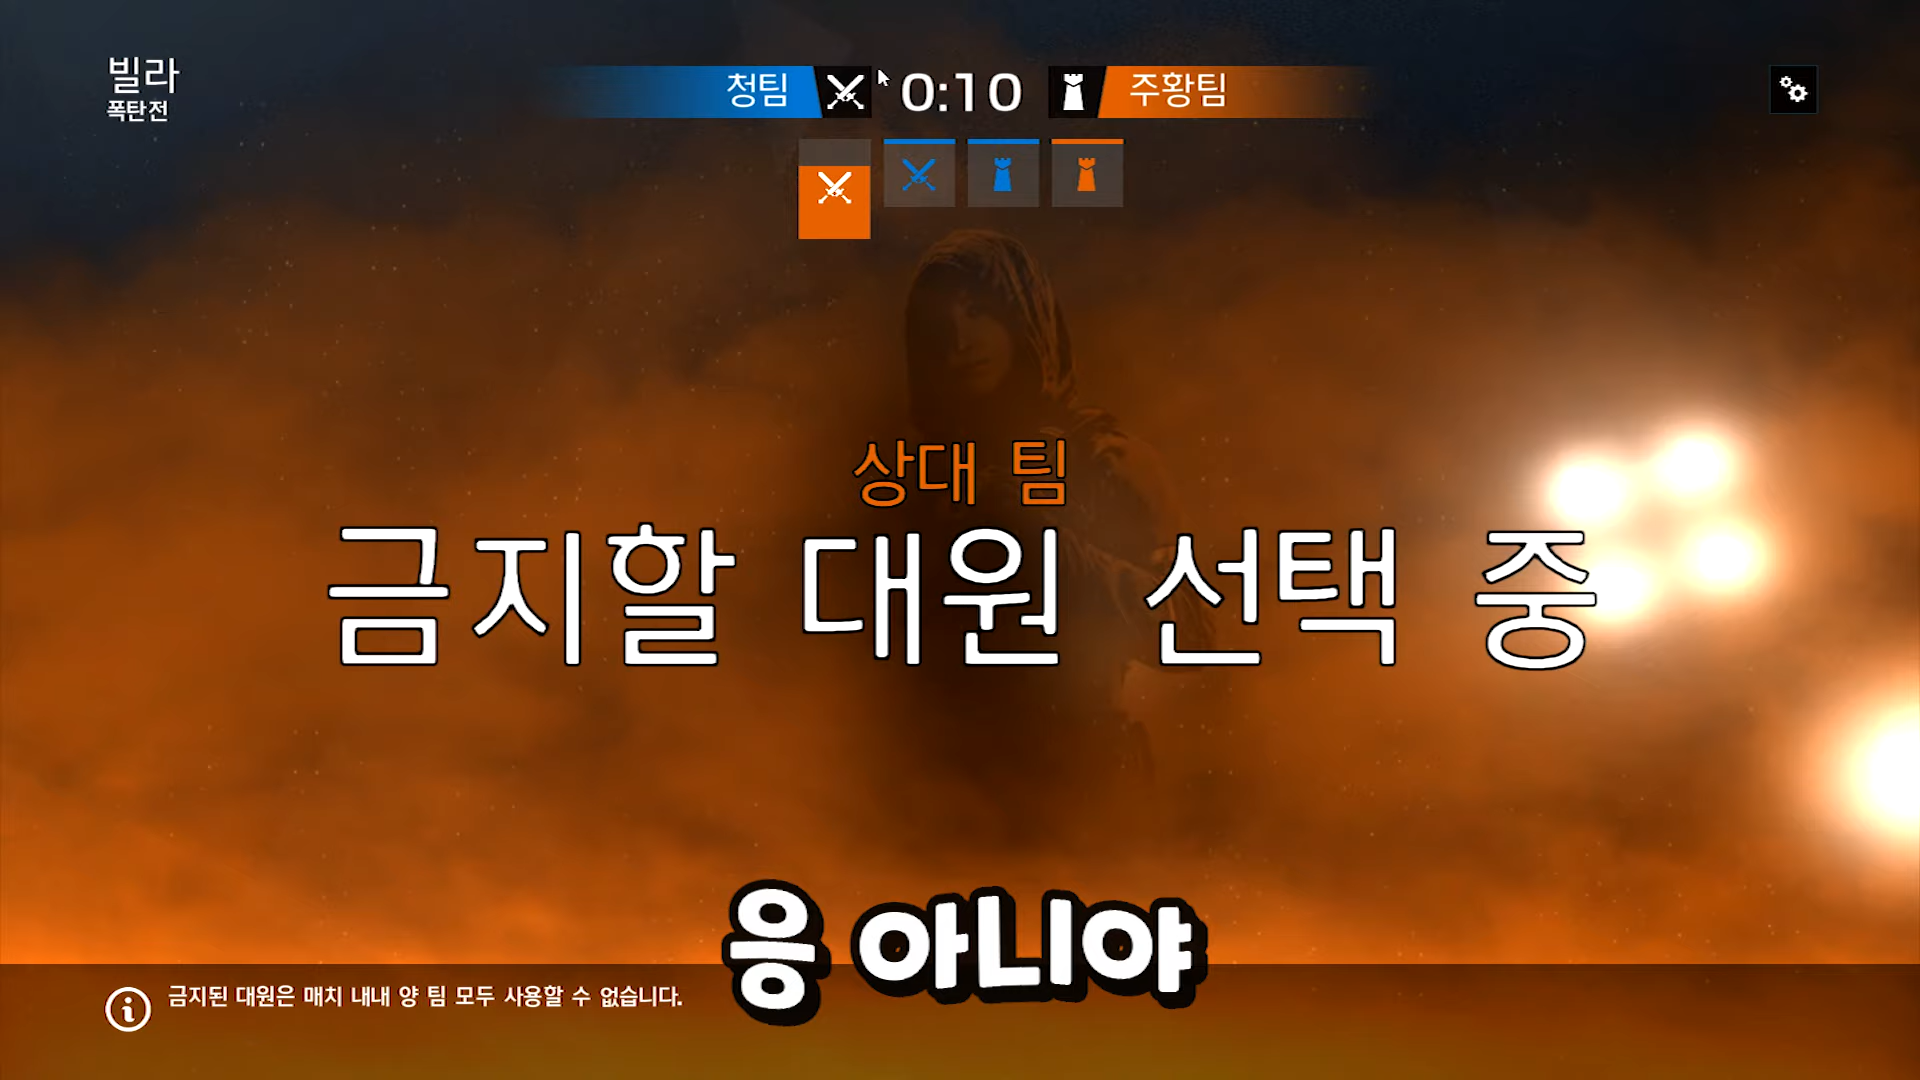 빌라
폭탄전
청팀 0:10 주황팀
상대 팀
금지할 대원 선택 중
응 아니야
금지된 대원은 매치 내내 양 팀 모두 사용할 수 없습니다.